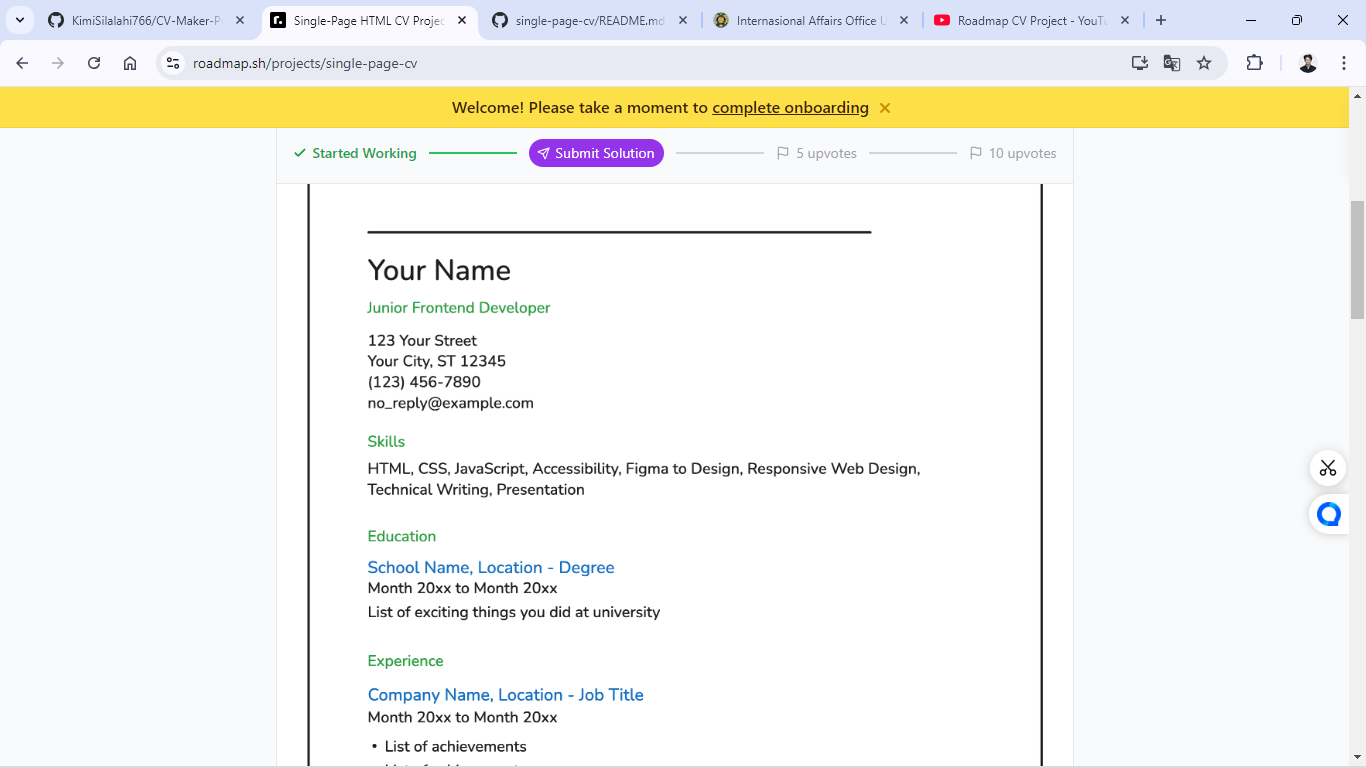 KimiSilalahi766/CV-Maker-P
Single-Page HTML CV Projec
single-page-cv/README.md
Internasional Affairs Office U
Roadmap CV Project - YouTu
roadmap.sh/projects/single-page-cv
Welcome! Please take a moment to complete onboarding
Started Working
Submit Solution
5 upvotes
10 upvotes
Your Name
Junior Frontend Developer
123 Your Street
Your City, ST 12345
(123) 456-7890
no_reply@example.com
Skills
HTML, CSS, JavaScript, Accessibility, Figma to Design, Responsive Web Design,
Technical Writing, Presentation
Education
School Name, Location - Degree
Month 20xx to Month 20xx
List of exciting things you did at university
Experience
Company Name, Location - Job Title
Month 20xx to Month 20xx
• List of achievements